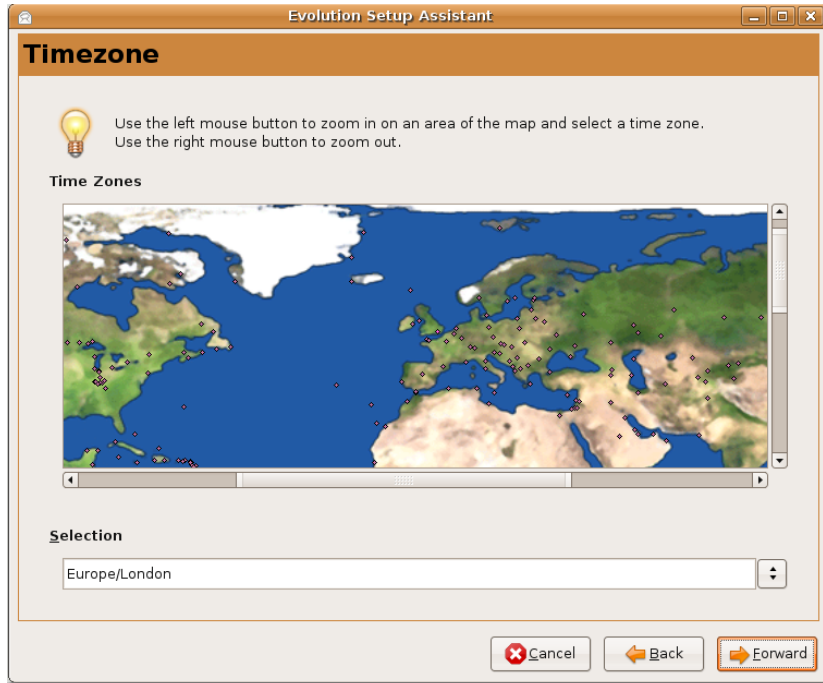 Evolution Setup Assistant
Timezone
Use the left mouse button to zoom in on an area of the map and select a time zone.
Use the right mouse button to zoom out.
Time Zones
Selection
Europe/London
Cancel
Back
Forward